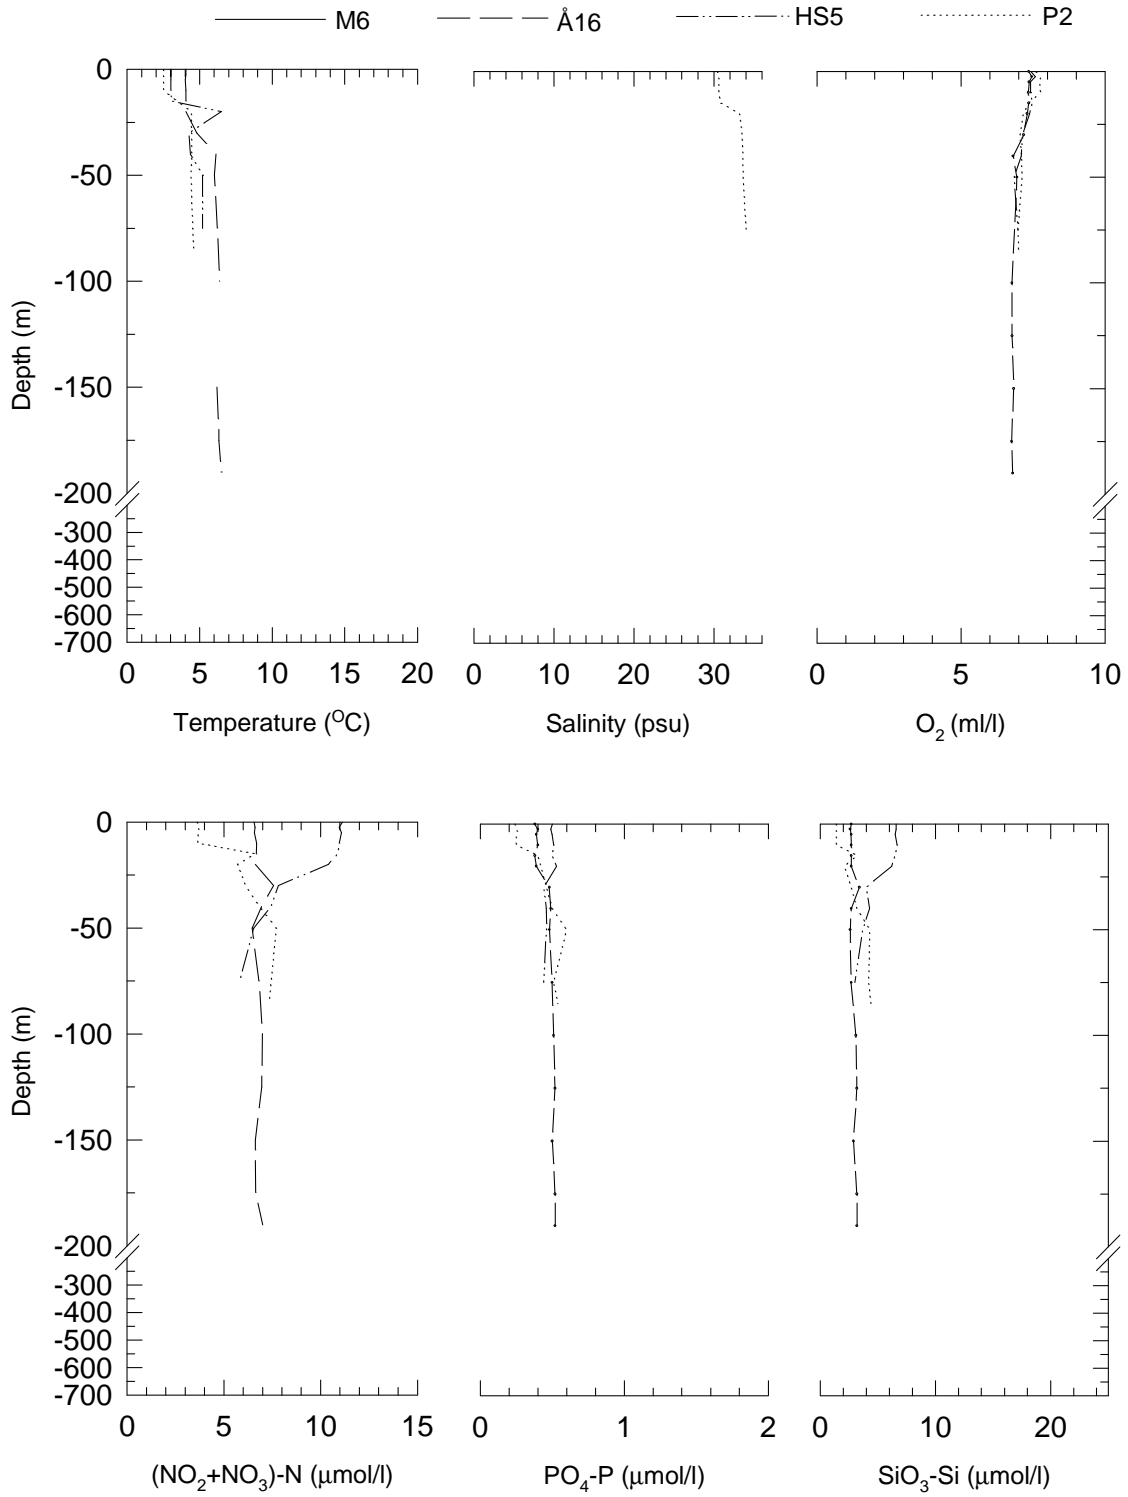 M6 Å16 HS5 P2
0
-50
-100
-150
-200
-300
-400
-500
-600
-700
Depth (m)
0 5 10 15 20
Temperature (OC)
0 10 20 30
Salinity (psu)
0 5 10
O2 (ml/l)
0
-50
-100
-150
-200
-300
-400
-500
-600
-700
Depth (m)
0 5 10 15
(NO2+NO3)-N (μmol/l)
0 1 2
PO4-P (μmol/l)
0 10 20
SiO3-Si (μmol/l)